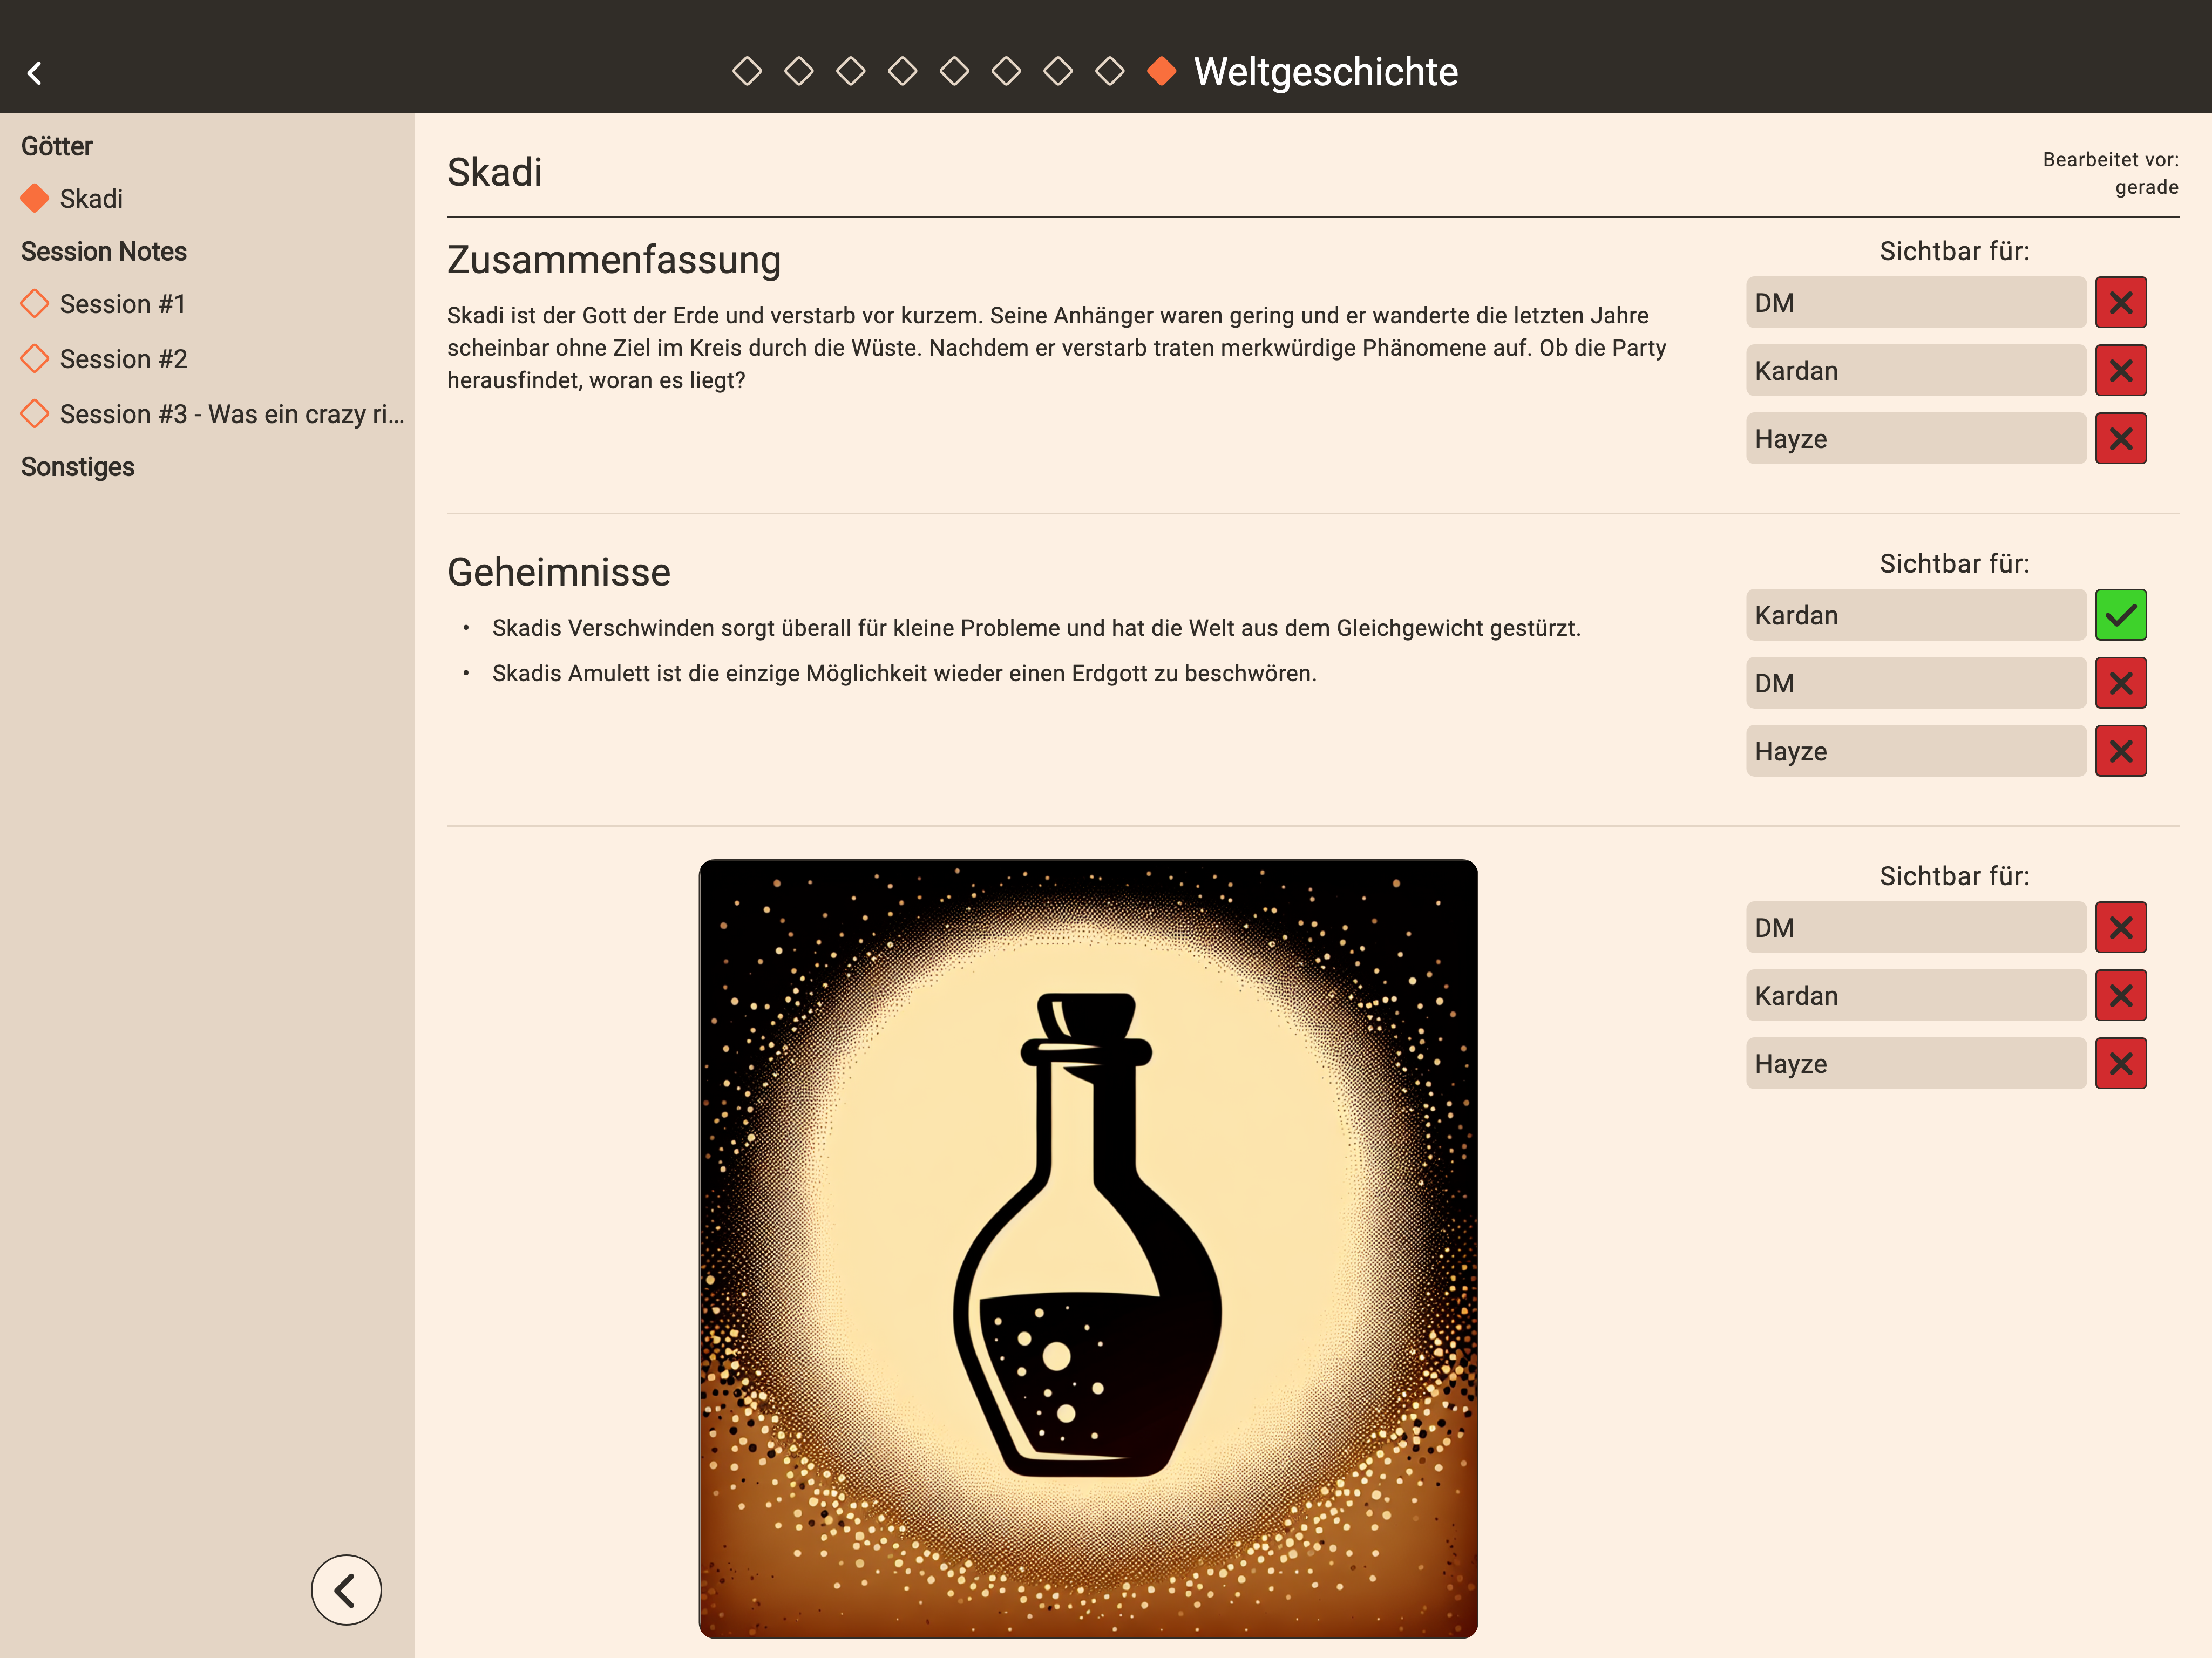 Weltgeschichte
Götter
Skadi
Session Notes
Session #1
Session #2
Session #3 - Was ein crazy ri...
Sonstiges
Skadi
Bearbeitet vor:
gerade
Zusammenfassung
Skadi ist der Gott der Erde und verstarb vor kurzem. Seine Anhänger waren gering und er wanderte die letzten Jahre
scheinbar ohne Ziel im Kreis durch die Wüste. Nachdem er verstarb traten merkwürdige Phänomene auf. Ob die Party
herausfindet, woran es liegt?
Sichtbar für:
DM
Kardan
Hayze
Geheimnisse
• Skadis Verschwinden sorgt überall für kleine Probleme und hat die Welt aus dem Gleichgewicht gestürzt.
• Skadis Amulett ist die einzige Möglichkeit wieder einen Erdgott zu beschwören.
Sichtbar für:
Kardan
DM
Hayze
Sichtbar für:
DM
Kardan
Hayze